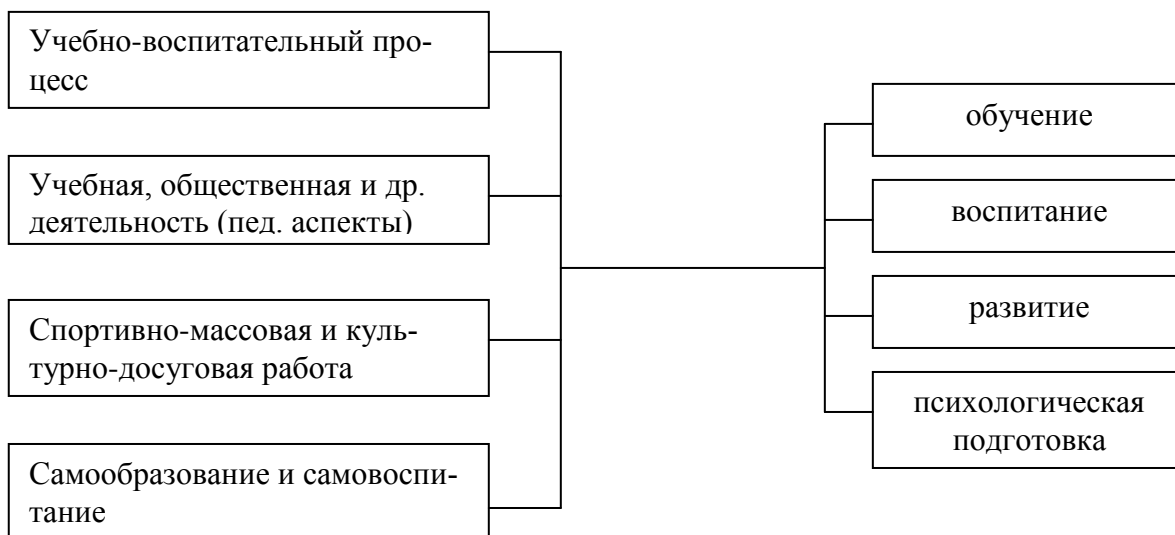 Учебно-воспитательный про-
цесс
Учебная, общественная и др.
деятельность (пед. аспекты)
Спортивно-массовая и куль-
турно-досуговая работа
Самообразование и самовоспи-
тание
обучение
воспитание
развитие
психологическая
подготовка